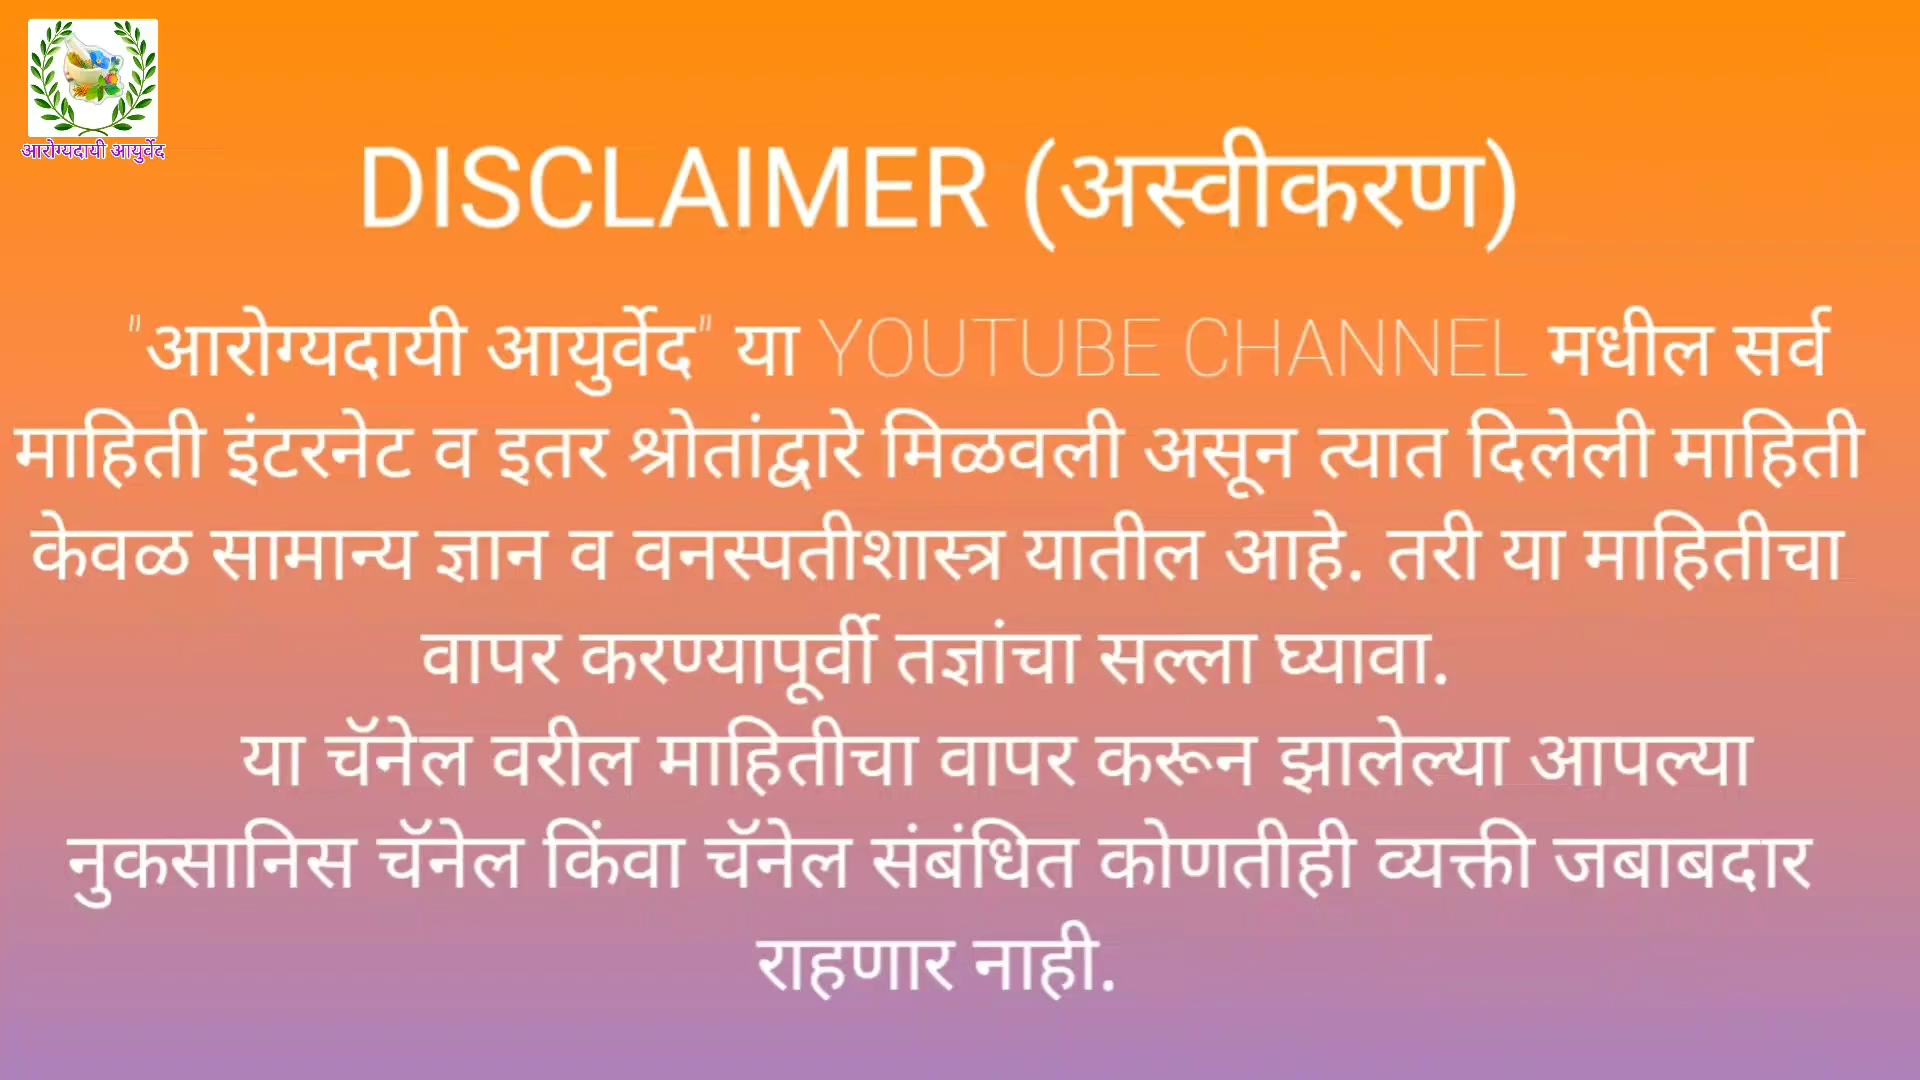 आरोग्यदायी आयुर्वेद
DISCLAIMER (अस्वीकरण)
"आरोग्यदायी आयुर्वेद" या YOUTUBE CHANNEL मधील सर्व
माहिती इंटरनेट व इतर श्रोतांद्वारे मिळवली असून त्यात दिलेली माहिती
केवळ सामान्य ज्ञान व वनस्पतीशास्त्र यातील आहे. तरी या माहितीचा
वापर करण्यापूर्वी तज्ञांचा सल्ला घ्यावा.
या चॅनेल वरील माहितीचा वापर करून झालेल्या आपल्या
नुकसानिस चॅनेल किंवा चॅनेल संबंधित कोणतीही व्यक्ती जबाबदार
राहणार नाही.